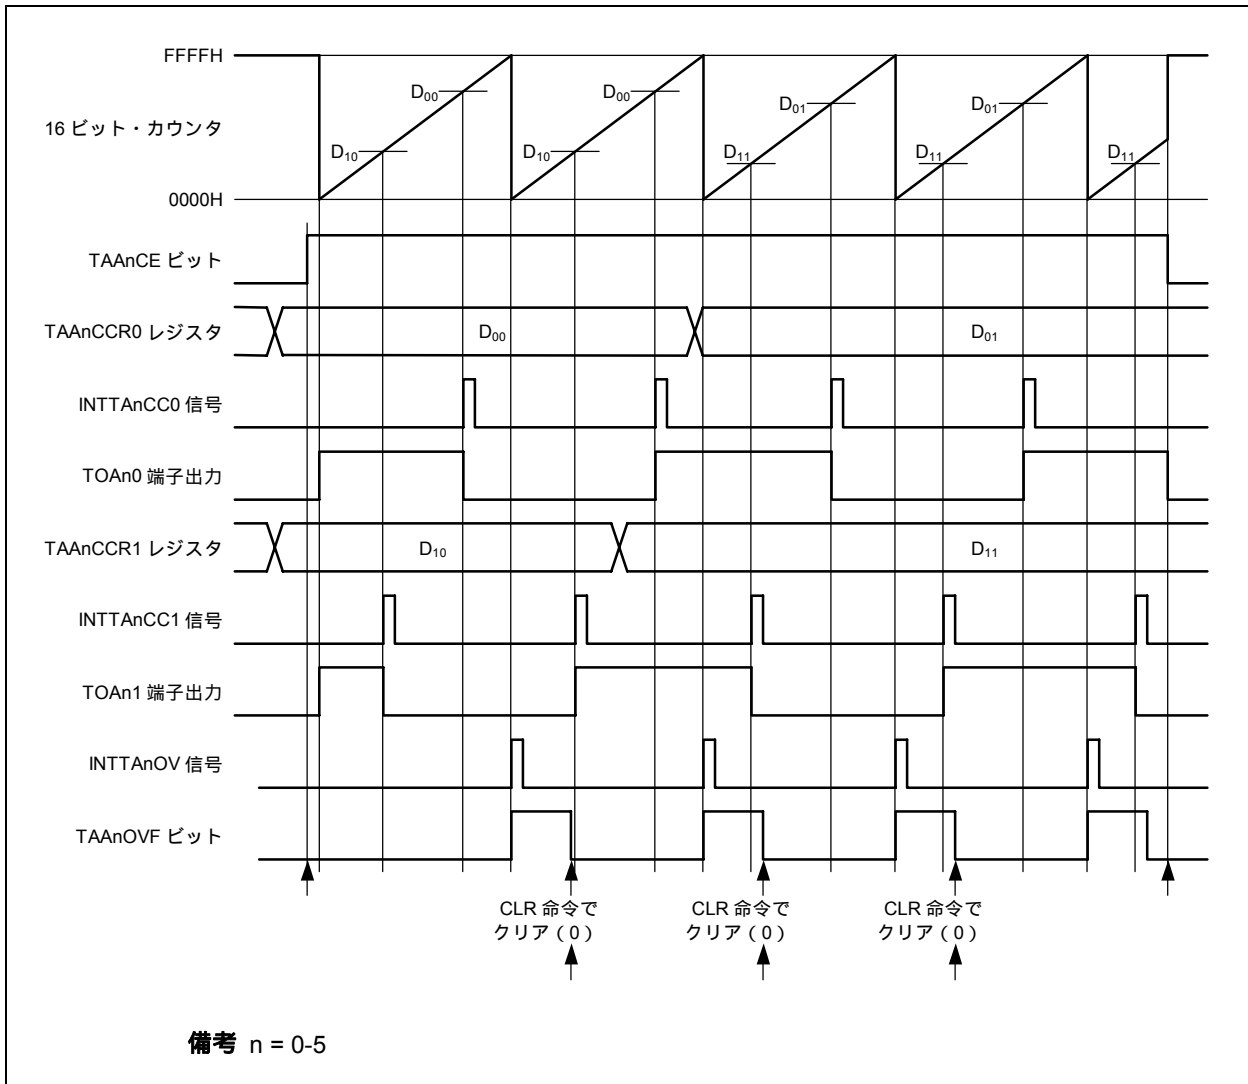 FFFFH
D00
D00
D01
D01
16 ビット・カウンタ
D10
D10
D11
D11
D11
0000H
TAAnCE ビット
TAAnCCR0 レジスタ
D00
D01
INTTAnCC0 信号
TOAn0 端子出力
TAAnCCR1 レジスタ
D10
D11
INTTAnCC1 信号
TOAn1 端子出力
INTTAnOV 信号
TAAnOVF ビット
CLR 命令で
クリア（0）
CLR 命令で
クリア（0）
CLR 命令で
クリア（0）
備考 n = 0-5